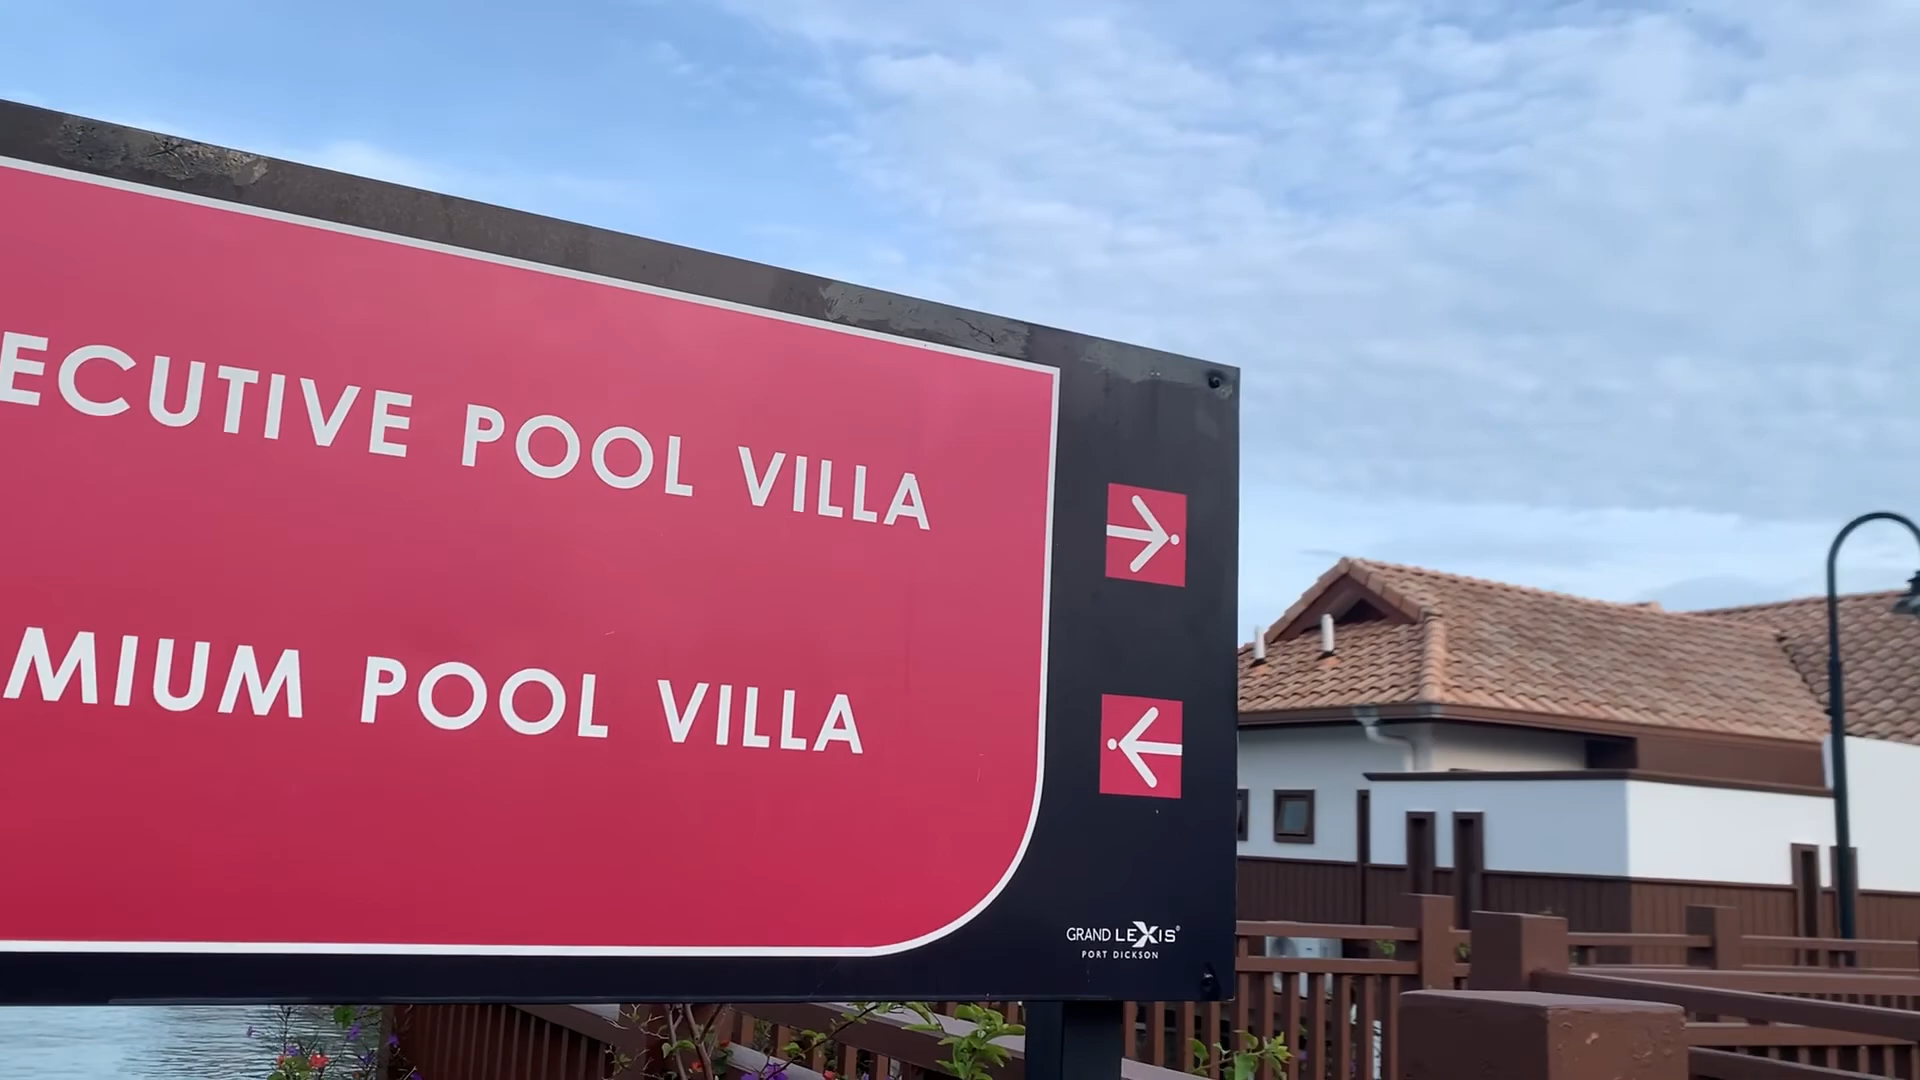 ECUTIVE POOL VILLA
MIUM POOL VILLA
GRAND LEXIS®
PORT DICKSON